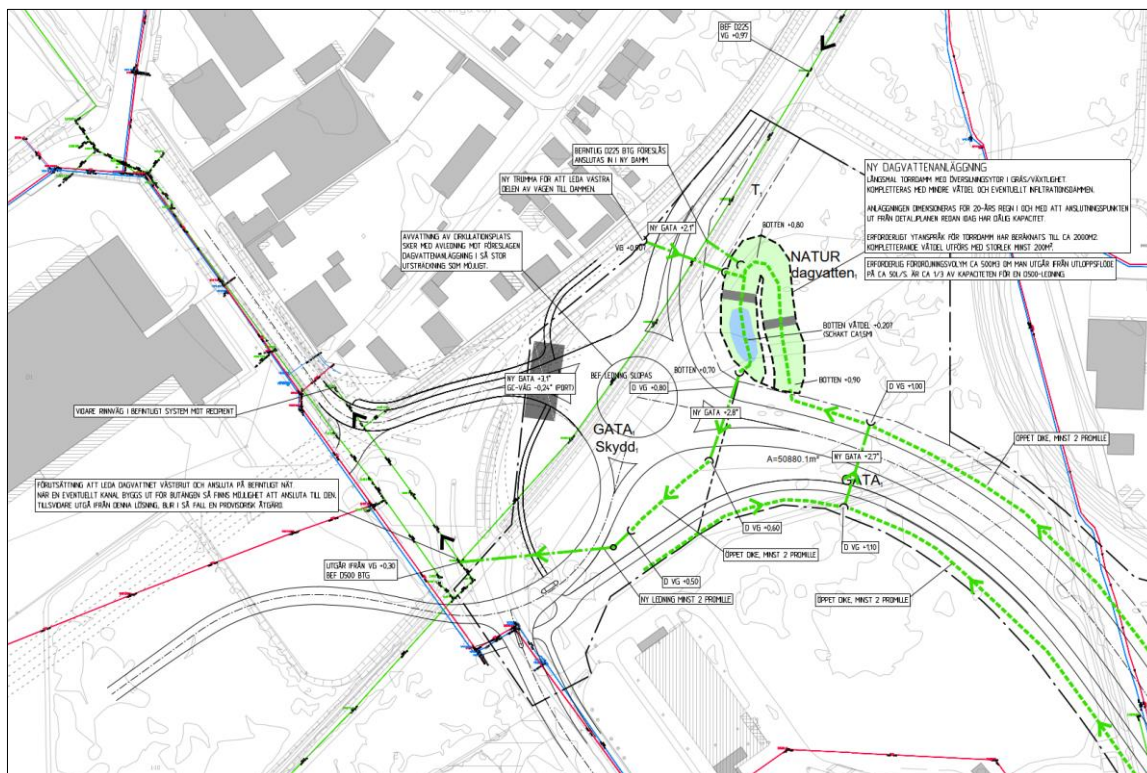 BEF D225
VG +0,97
BEFINTLIG D225 BTG FÖRESLÅS
ANSLUTAS IN I NY DAMM.
NY TRUMMA FÖR ATT LEDA VÄSTRA
DELEN AV VÄGEN TILL DAMMEN.
NY DAGVATTENANLÄGGNING
LÅNGSMAL TORRDAMM MED ÖVERSILNINGSYTOR I GRÄS/VÄXTLIGHET.
KOMPLETTERAS MED MINDRE VÅTDEL OCH EVENTUELLT INFILTRATIONSDÄMMEN.
ANLÄGGNINGEN DIMENSIONERAS FÖR 20-ÅRS REGN I OCH MED ATT ANSLUTNINGSPUNKTEN
UT FRÅN DETALJPLANEN REDAN IDAG HAR DÅLIG KAPACITET.
ERFORDERLIGT YTANSPRÅK FÖR TORRDAMM HAR BERÄKNATS TILL CA 2000M2.
KOMPLETTERANDE VÅTDEL UTFÖRS MED STORLEK MINST 200M².
ERFORDERLIG FÖRDRÖJNINGSVOLYM CA 500M3 OM MAN UTGÅR IFRÅN UTLOPPSFLÖDE
PÅ CA 50L/S. ÄR CA 1/3 AV KAPACITETEN FÖR EN D500-LEDNING.
T₁
NY GATA +2,1"
BOTTEN +0,80
AVVATTNING AV CIRKULATIONSPLATS
SKER MED AVLEDNING MOT FÖRESLAGEN
DAGVATTENANLÄGGNING I SÅ STOR
UTSTRÄCKNING SOM MÖJLIGT.
VG +0,90
NATUR
dagvatten₁
BOTTEN VÅTDEL +0,20?
(SCHAKT CA1,5M)
BOTTEN +0,70
BOTTEN +0,90
NY GATA +3,1"
GC-VÄG -0,24" (PORT)
BEF LEDNING SLOPAS
D VG +0,80
D VG +1,00
VIDARE RINNVÄG I BEFINTLIGT SYSTEM MOT RECIPIENT
NY GATA +2,8"
GATA₁
Skydd₁
ÖPPET DIKE, MINST 2 PROMILLE
A=50880.1m²
NY GATA +2,7"
GATA₁
FÖRUTSÄTTNING ATT LEDA DAGVATTNET VÄSTERUT OCH ANSLUTA PÅ BEFINTLIGT NÄT.
NÄR EN EVENTUELLT KANAL BYGGS UT FÖR BUTÄNGEN SÅ FINNS MÖJLIGHET ATT ANSLUTA TILL DEN.
TILLSVIDARE UTGÅ IFRÅN DENNA LÖSNING, BLIR I SÅ FALL EN PROVISORISK ÅTGÄRD.
D VG +0,60
D VG +1,10
ÖPPET DIKE, MINST 2 PROMILLE
UTGÅR IFRÅN VG +0,30
BEF D500 BTG
D VG +0,50
NY LEDNING MINST 2 PROMILLE
ÖPPET DIKE, MINST 2 PROMILLE